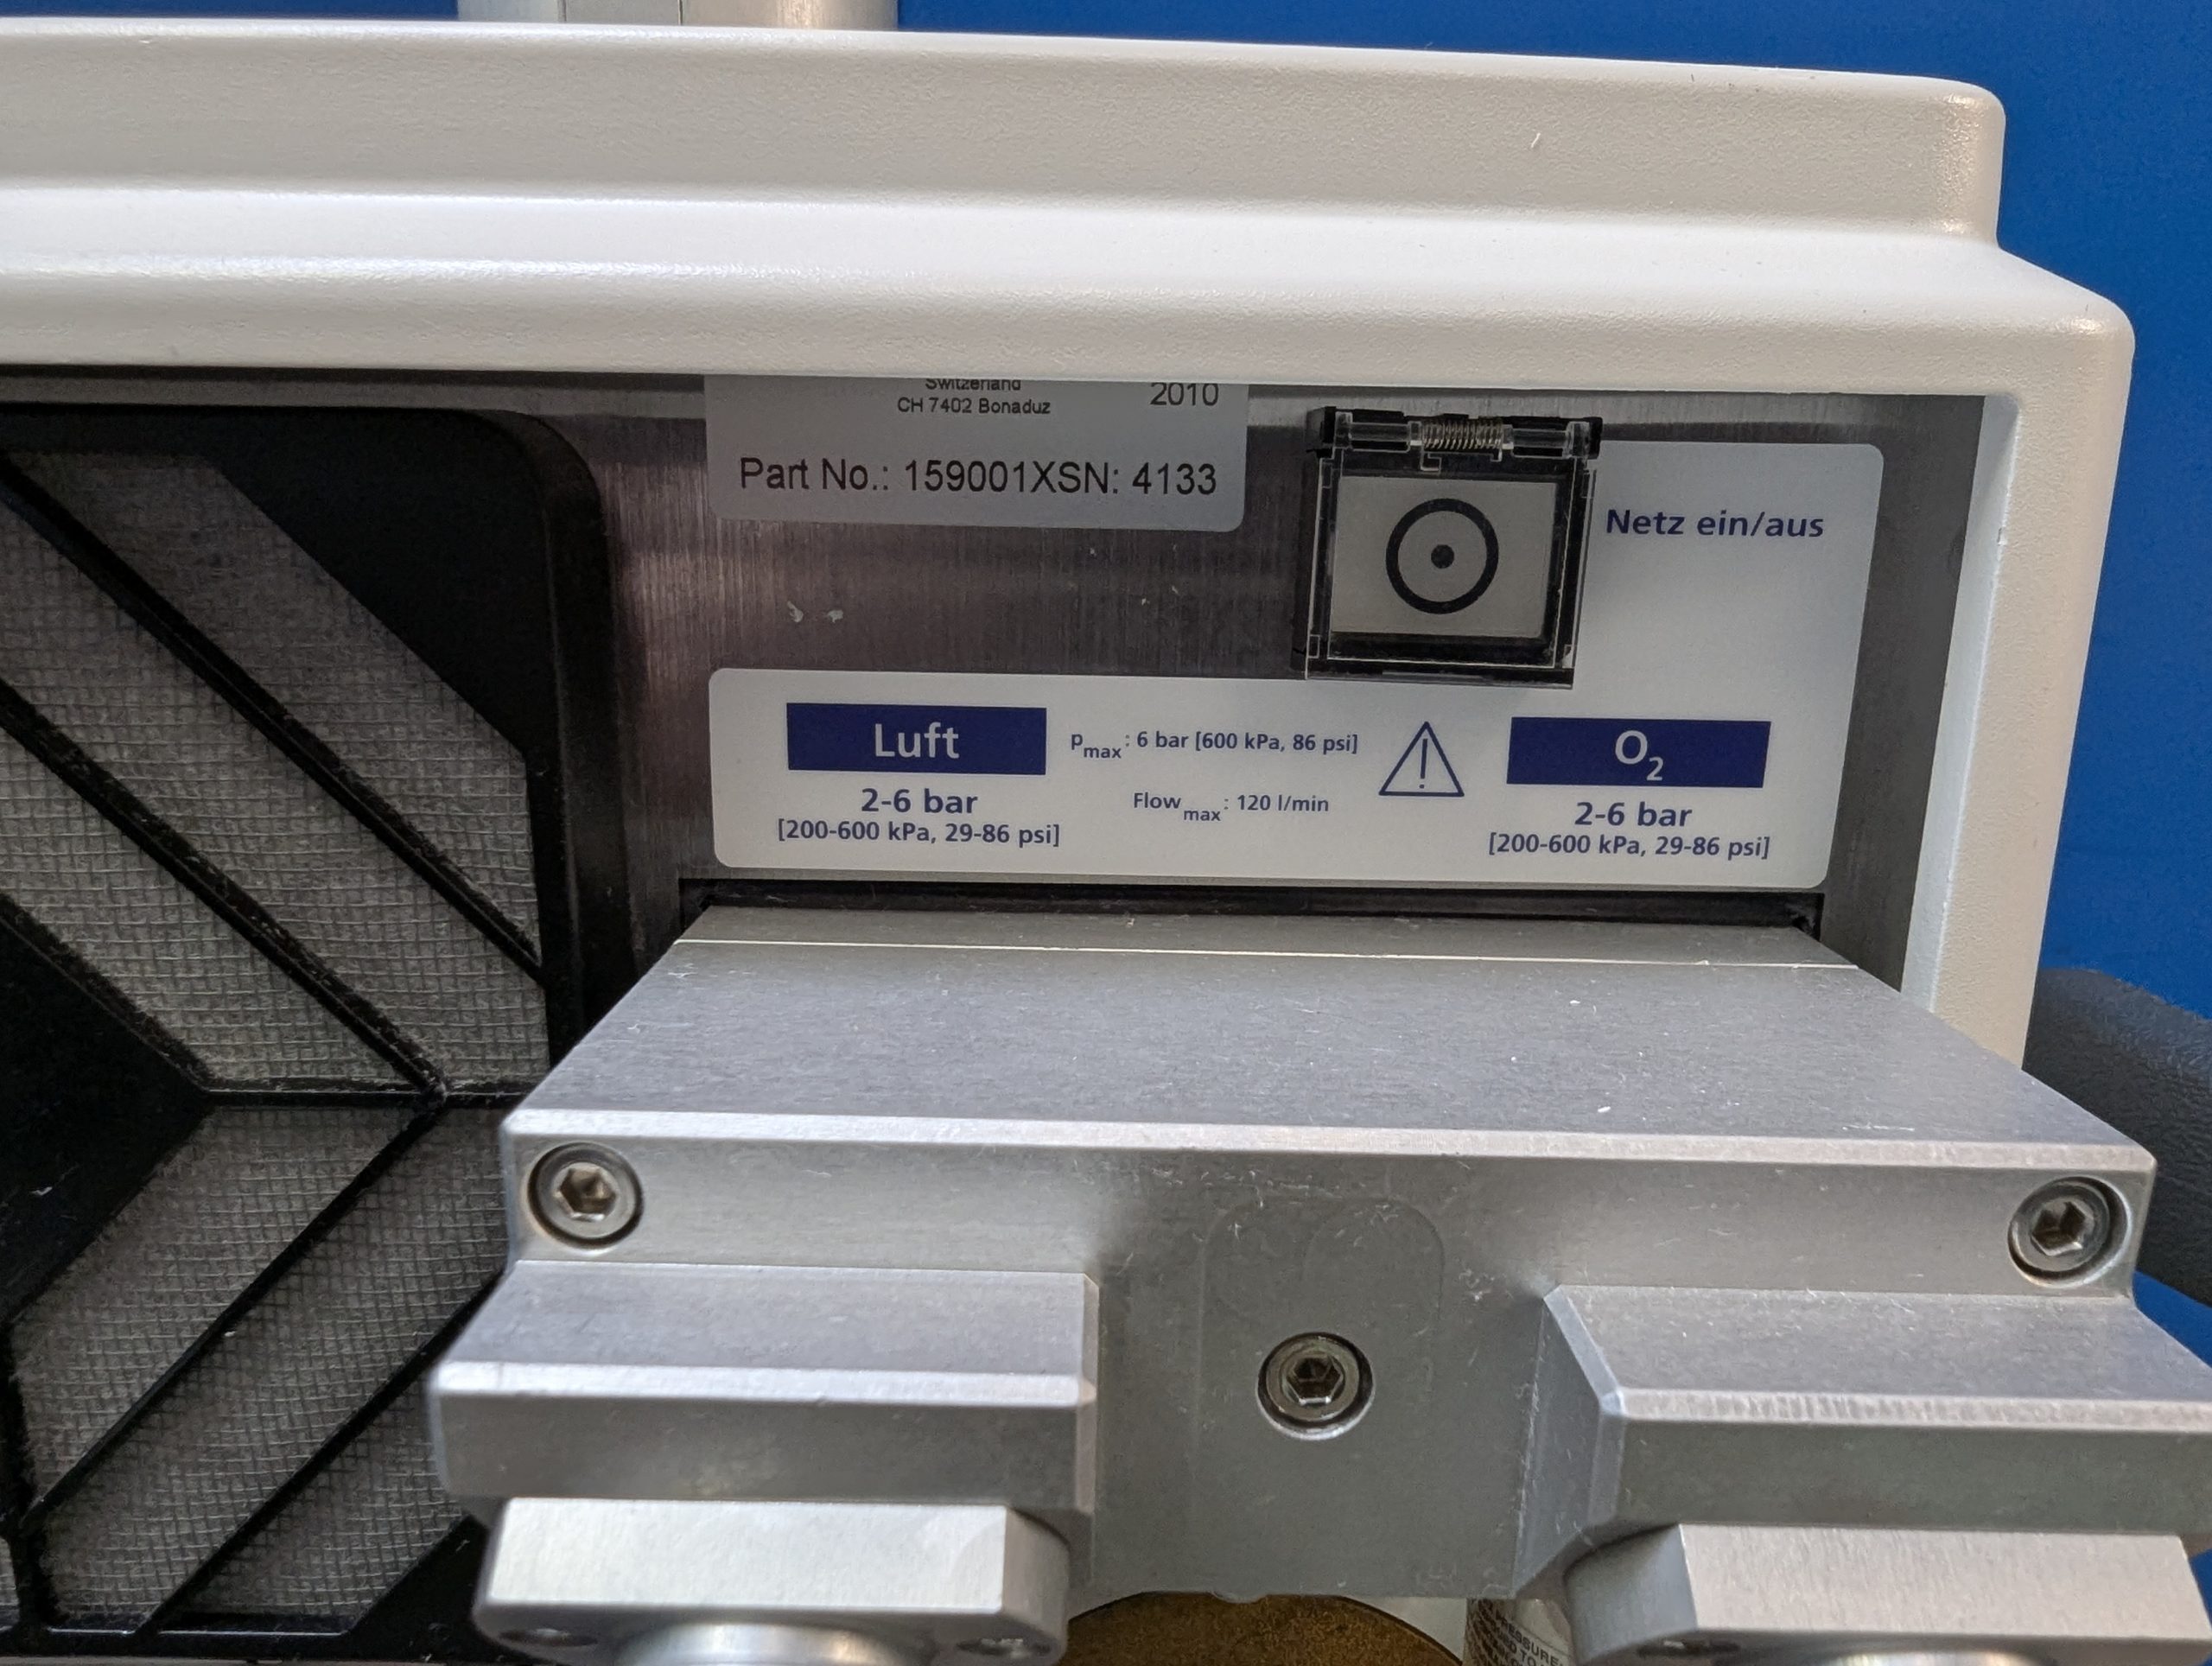 Switzerland
CH 7402 Bonaduz
2010
Part No.: 159001XSN: 4133
Netz ein/aus
Luft
2-6 bar
[200-600 kPa, 29-86 psi]
pmax: 6 bar [600 kPa, 86 psi]
Flowmax: 120 l/min
O2
2-6 bar
[200-600 kPa, 29-86 psi]